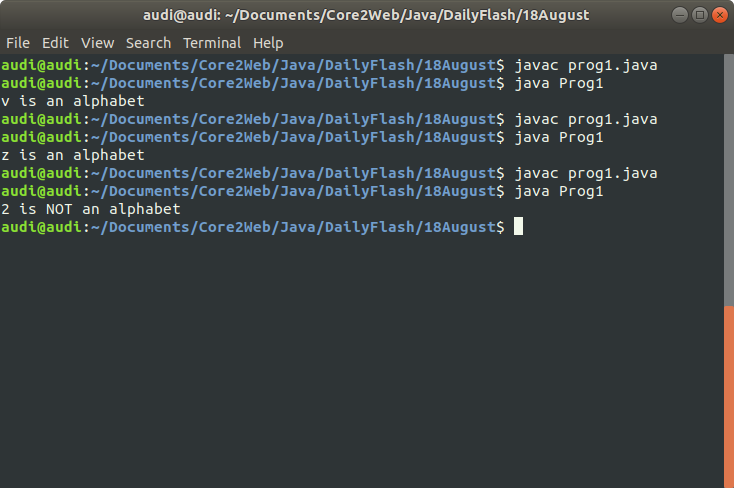 audi@audi: ~/Documents/Core2Web/Java/DailyFlash/18August
File Edit View Search Terminal Help
audi@audi:~/Documents/Core2Web/Java/DailyFlash/18August$ javac prog1.java
audi@audi:~/Documents/Core2Web/Java/DailyFlash/18August$ java Prog1
v is an alphabet
audi@audi:~/Documents/Core2Web/Java/DailyFlash/18August$ javac prog1.java
audi@audi:~/Documents/Core2Web/Java/DailyFlash/18August$ java Prog1
z is an alphabet
audi@audi:~/Documents/Core2Web/Java/DailyFlash/18August$ javac prog1.java
audi@audi:~/Documents/Core2Web/Java/DailyFlash/18August$ java Prog1
2 is NOT an alphabet
audi@audi:~/Documents/Core2Web/Java/DailyFlash/18August$